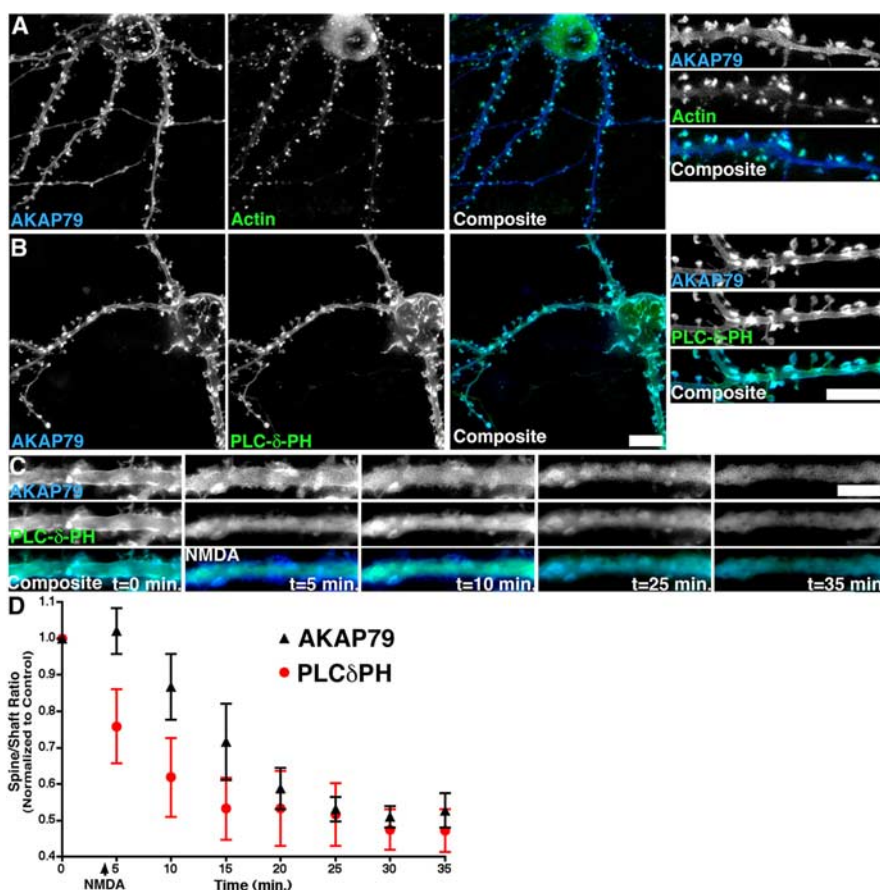 A
AKAP79
Actin
Composite
AKAP79
Actin
Composite
B
AKAP79
PLC-δ-PH
Composite
AKAP79
PLC-δ-PH
Composite
C
AKAP79
PLC-δ-PH
NMDA
Composite t=0 min. t=5 min. t=10 min. t=25 min. t=35 min.
D
AKAP79
PLCδPH
Spine/Shaft Ratio
(Normalized to Control)
1.1
1.0
0.9
0.8
0.7
0.6
0.5
0.4
0 5 10 15 20 25 30 35
NMDA
Time (min.)